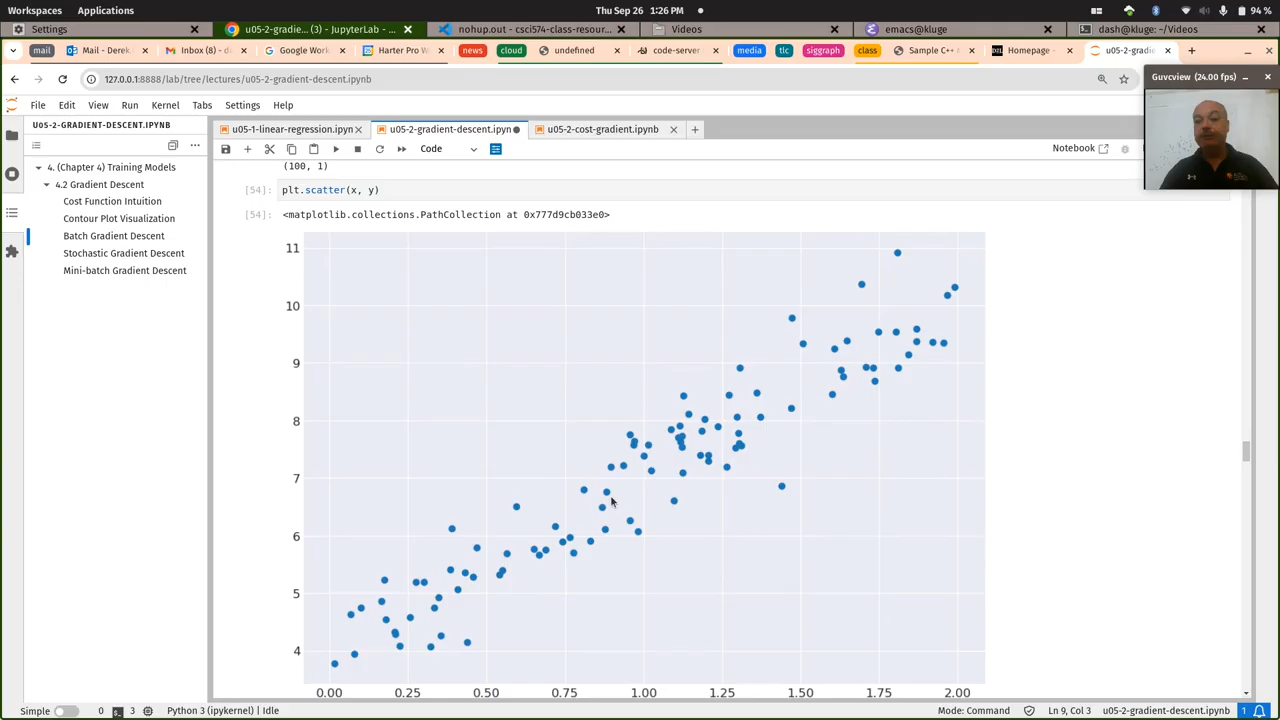 Workspaces Applications Thu Sep 26 1:26 PM 94 %
Settings u05-2-gradie... (3) - JupyterLab - ... nohup.out - csci574-class-resour... Videos emacs@kluge dash@kluge: ~/Videos
mail Mail - Derek Inbox (8) - d Google Work Harter Pro W news cloud undefined code-server media tlc siggraph class Sample C++ Homepage - u05-2-gradi
127.0.0.1:8888/lab/tree/lectures/u05-2-gradient-descent.ipynb
Guvcview (24.00 fps)
File Edit View Run Kernel Tabs Settings Help
U05-2-GRADIENT-DESCENT.IPYNB
u05-1-linear-regression.ipyn u05-2-gradient-descent.ipyn u05-2-cost-gradient.ipynb
Code Notebook
4. (Chapter 4) Training Models
4.2 Gradient Descent
Cost Function Intuition
Contour Plot Visualization
Batch Gradient Descent
Stochastic Gradient Descent
Mini-batch Gradient Descent
(100, 1)
[54]: plt.scatter(x, y)
[54]: <matplotlib.collections.PathCollection at 0x777d9cb033e0>
11
10
9
8
7
6
5
4
0.00 0.25 0.50 0.75 1.00 1.25 1.50 1.75 2.00
Simple 0 3 Python 3 (ipykernel) | Idle Mode: Command Ln 9, Col 3 u05-2-gradient-descent.ipynb 1